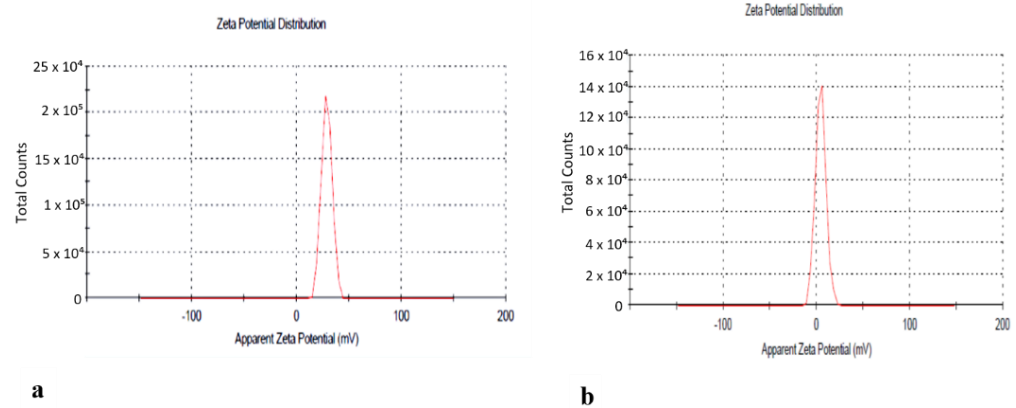 Zeta Potential Distribution
Total Counts
25 x 10⁴
2 x 10⁵
15 x 10⁴
1 x 10⁵
5 x 10⁴
0
-100 0 100 200
Apparent Zeta Potential (mV)
a
Zeta Potential Distribution
Total Counts
16 x 10⁴
14 x 10⁴
12 x 10⁴
10 x 10⁴
8 x 10⁴
6 x 10⁴
4 x 10⁴
2 x 10⁴
0
-100 0 100 200
Apparent Zeta Potential (mV)
b